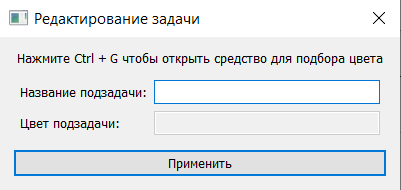 Редактирование задачи
Нажмите Ctrl + G чтобы открыть средство для подбора цвета
Название подзадачи:
Цвет подзадачи:
Применить